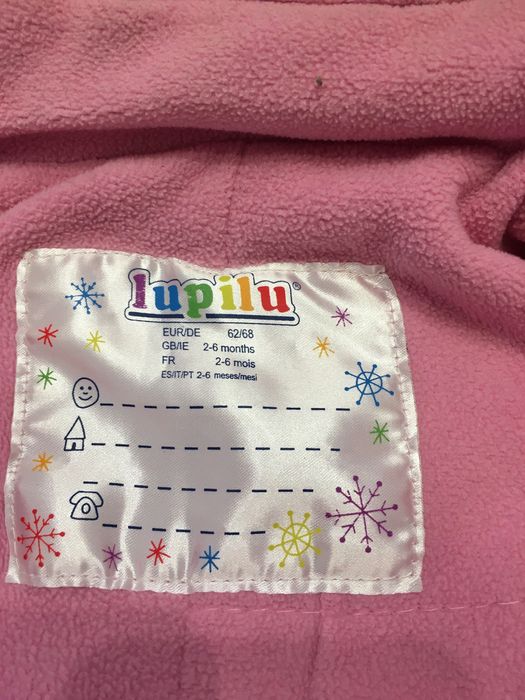 lupilu®
EUR/DE 62/68
GB/IE 2-6 months
FR 2-6 mois
ES/IT/PT 2-6 meses/mesi